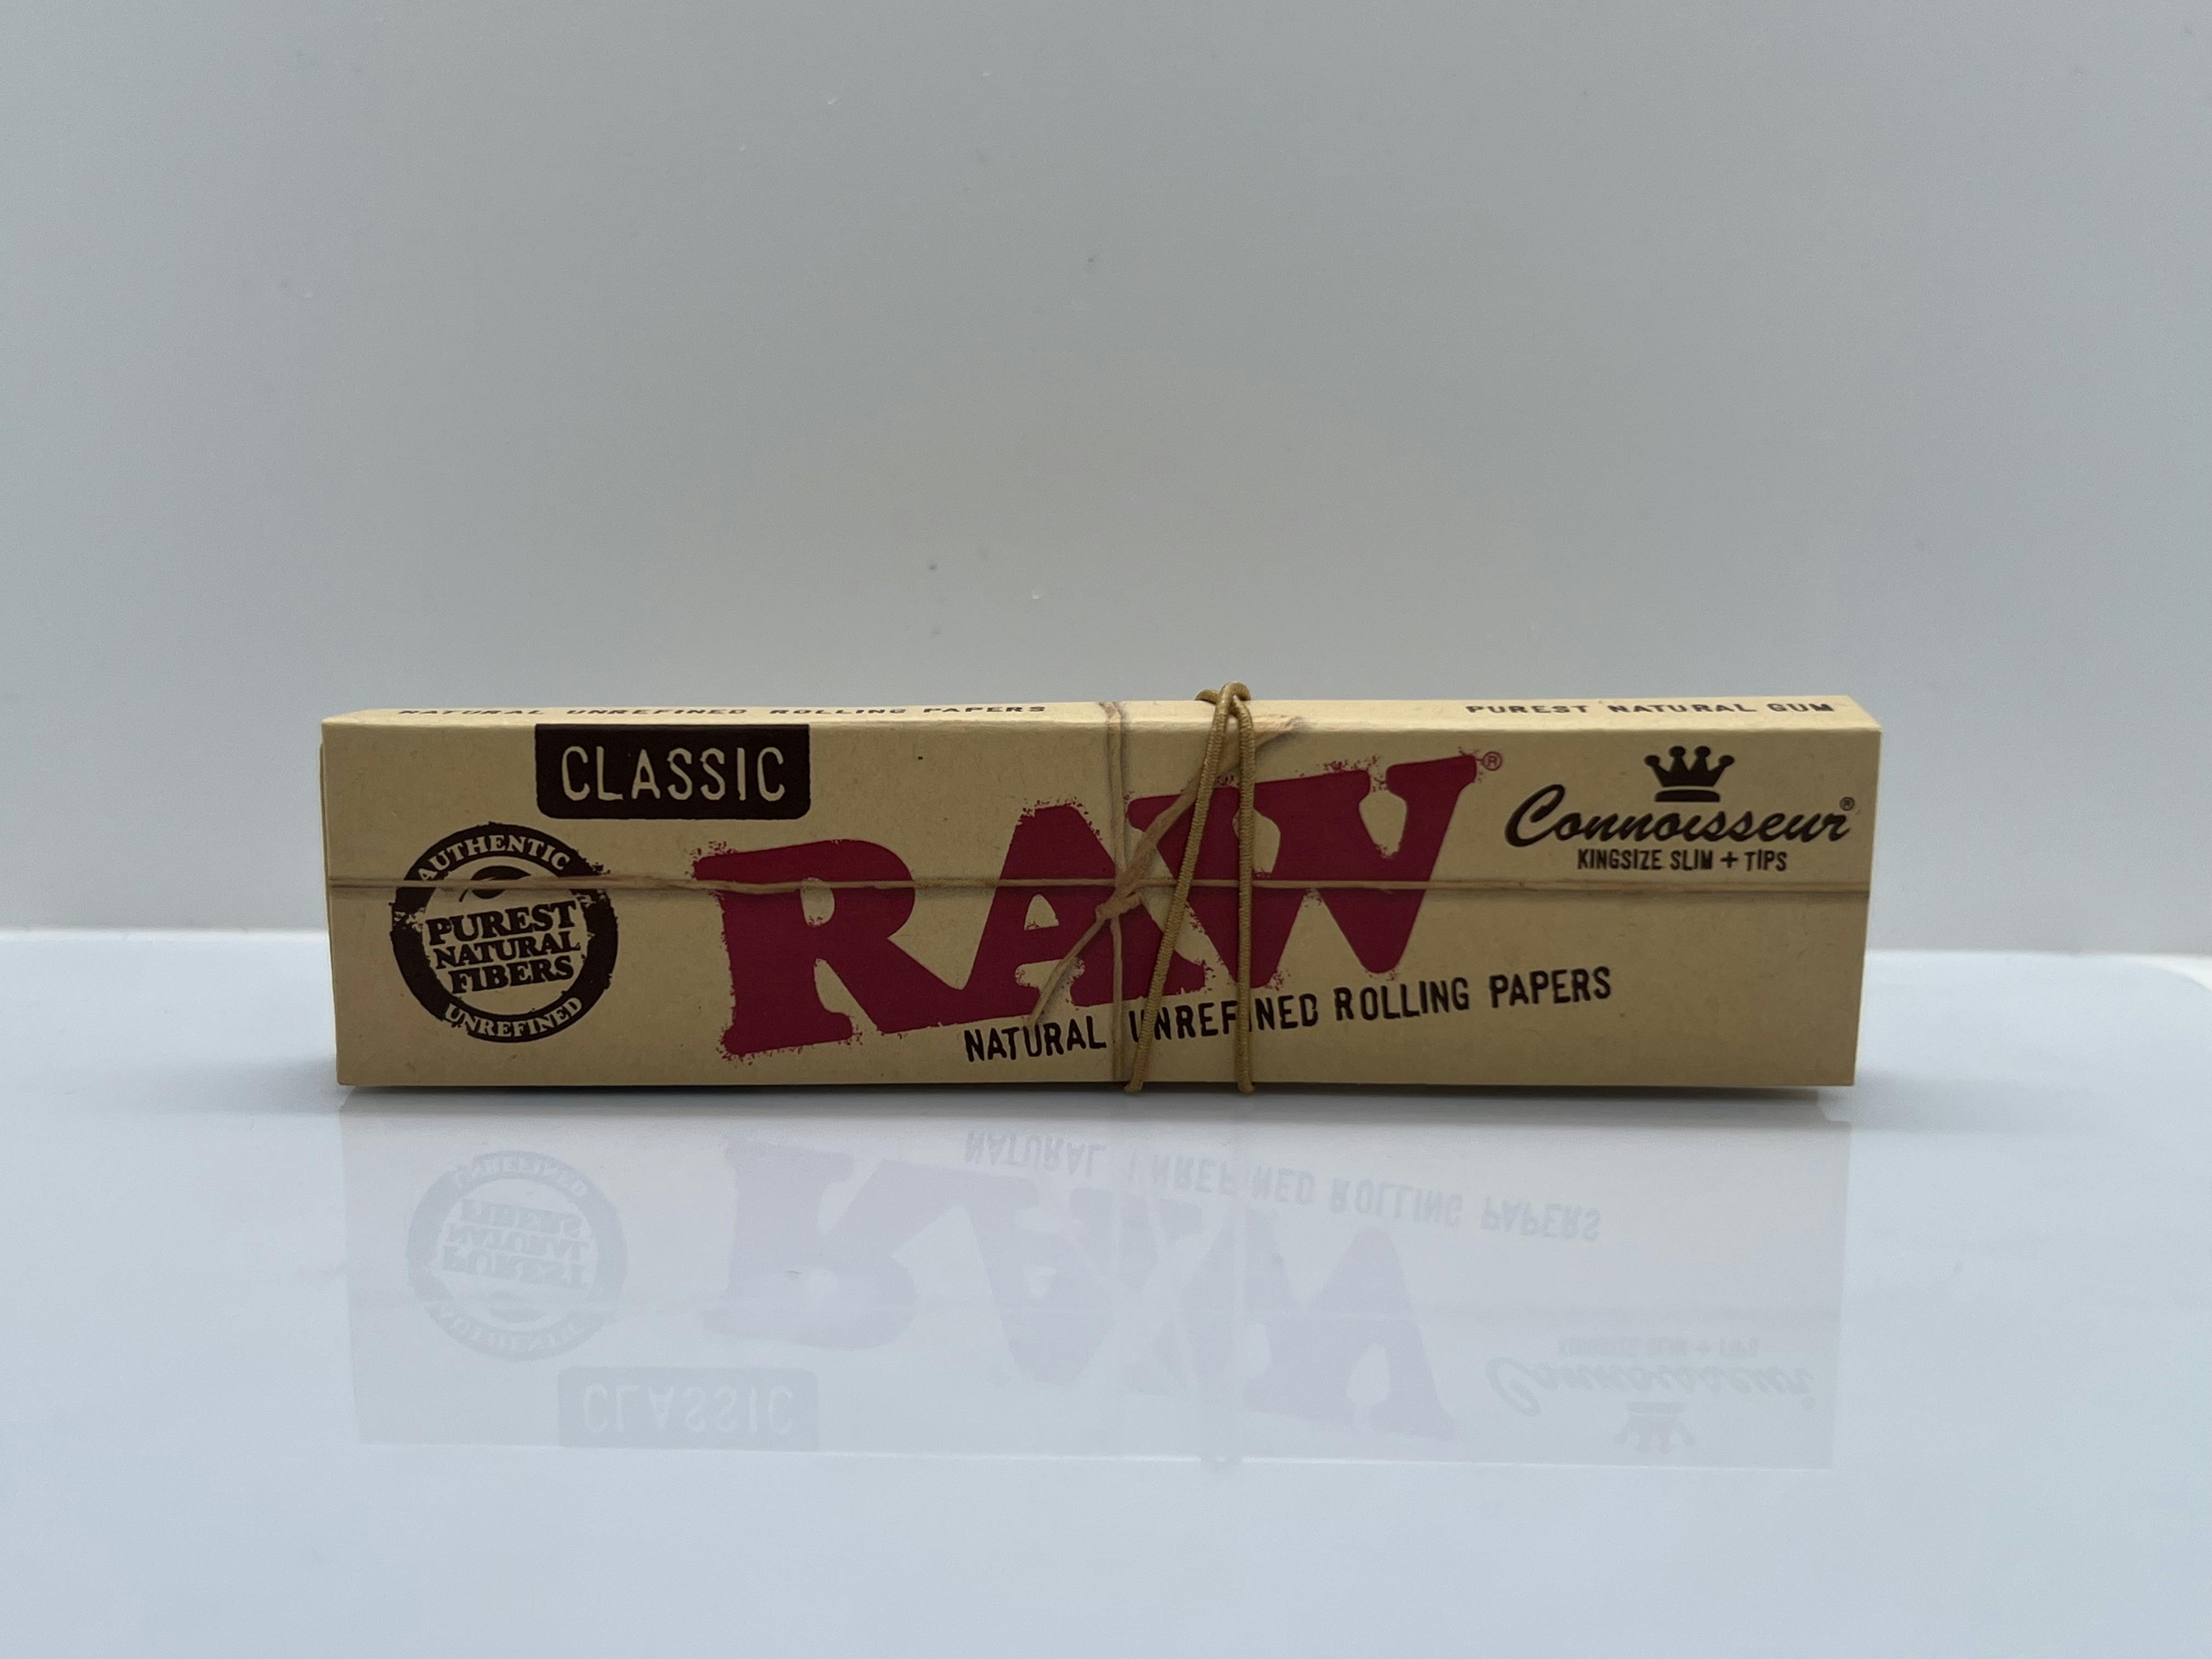 NATURAL UNREFINED ROLLING PAPERS
PUREST NATURAL GUM
CLASSIC
AUTHENTIC
PUREST
NATURAL
FIBERS
UNREFINED
RAW®
NATURAL UNREFINED ROLLING PAPERS
Connoisseur®
KINGSIZE SLIM + TIPS